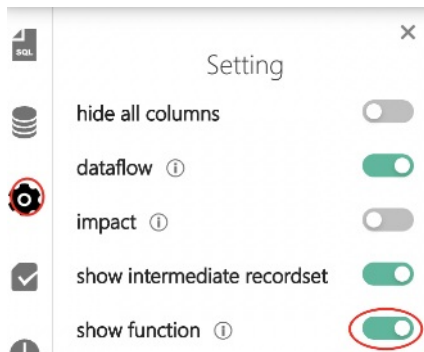 SQL
Setting
hide all columns
dataflow
impact
show intermediate recordset
show function